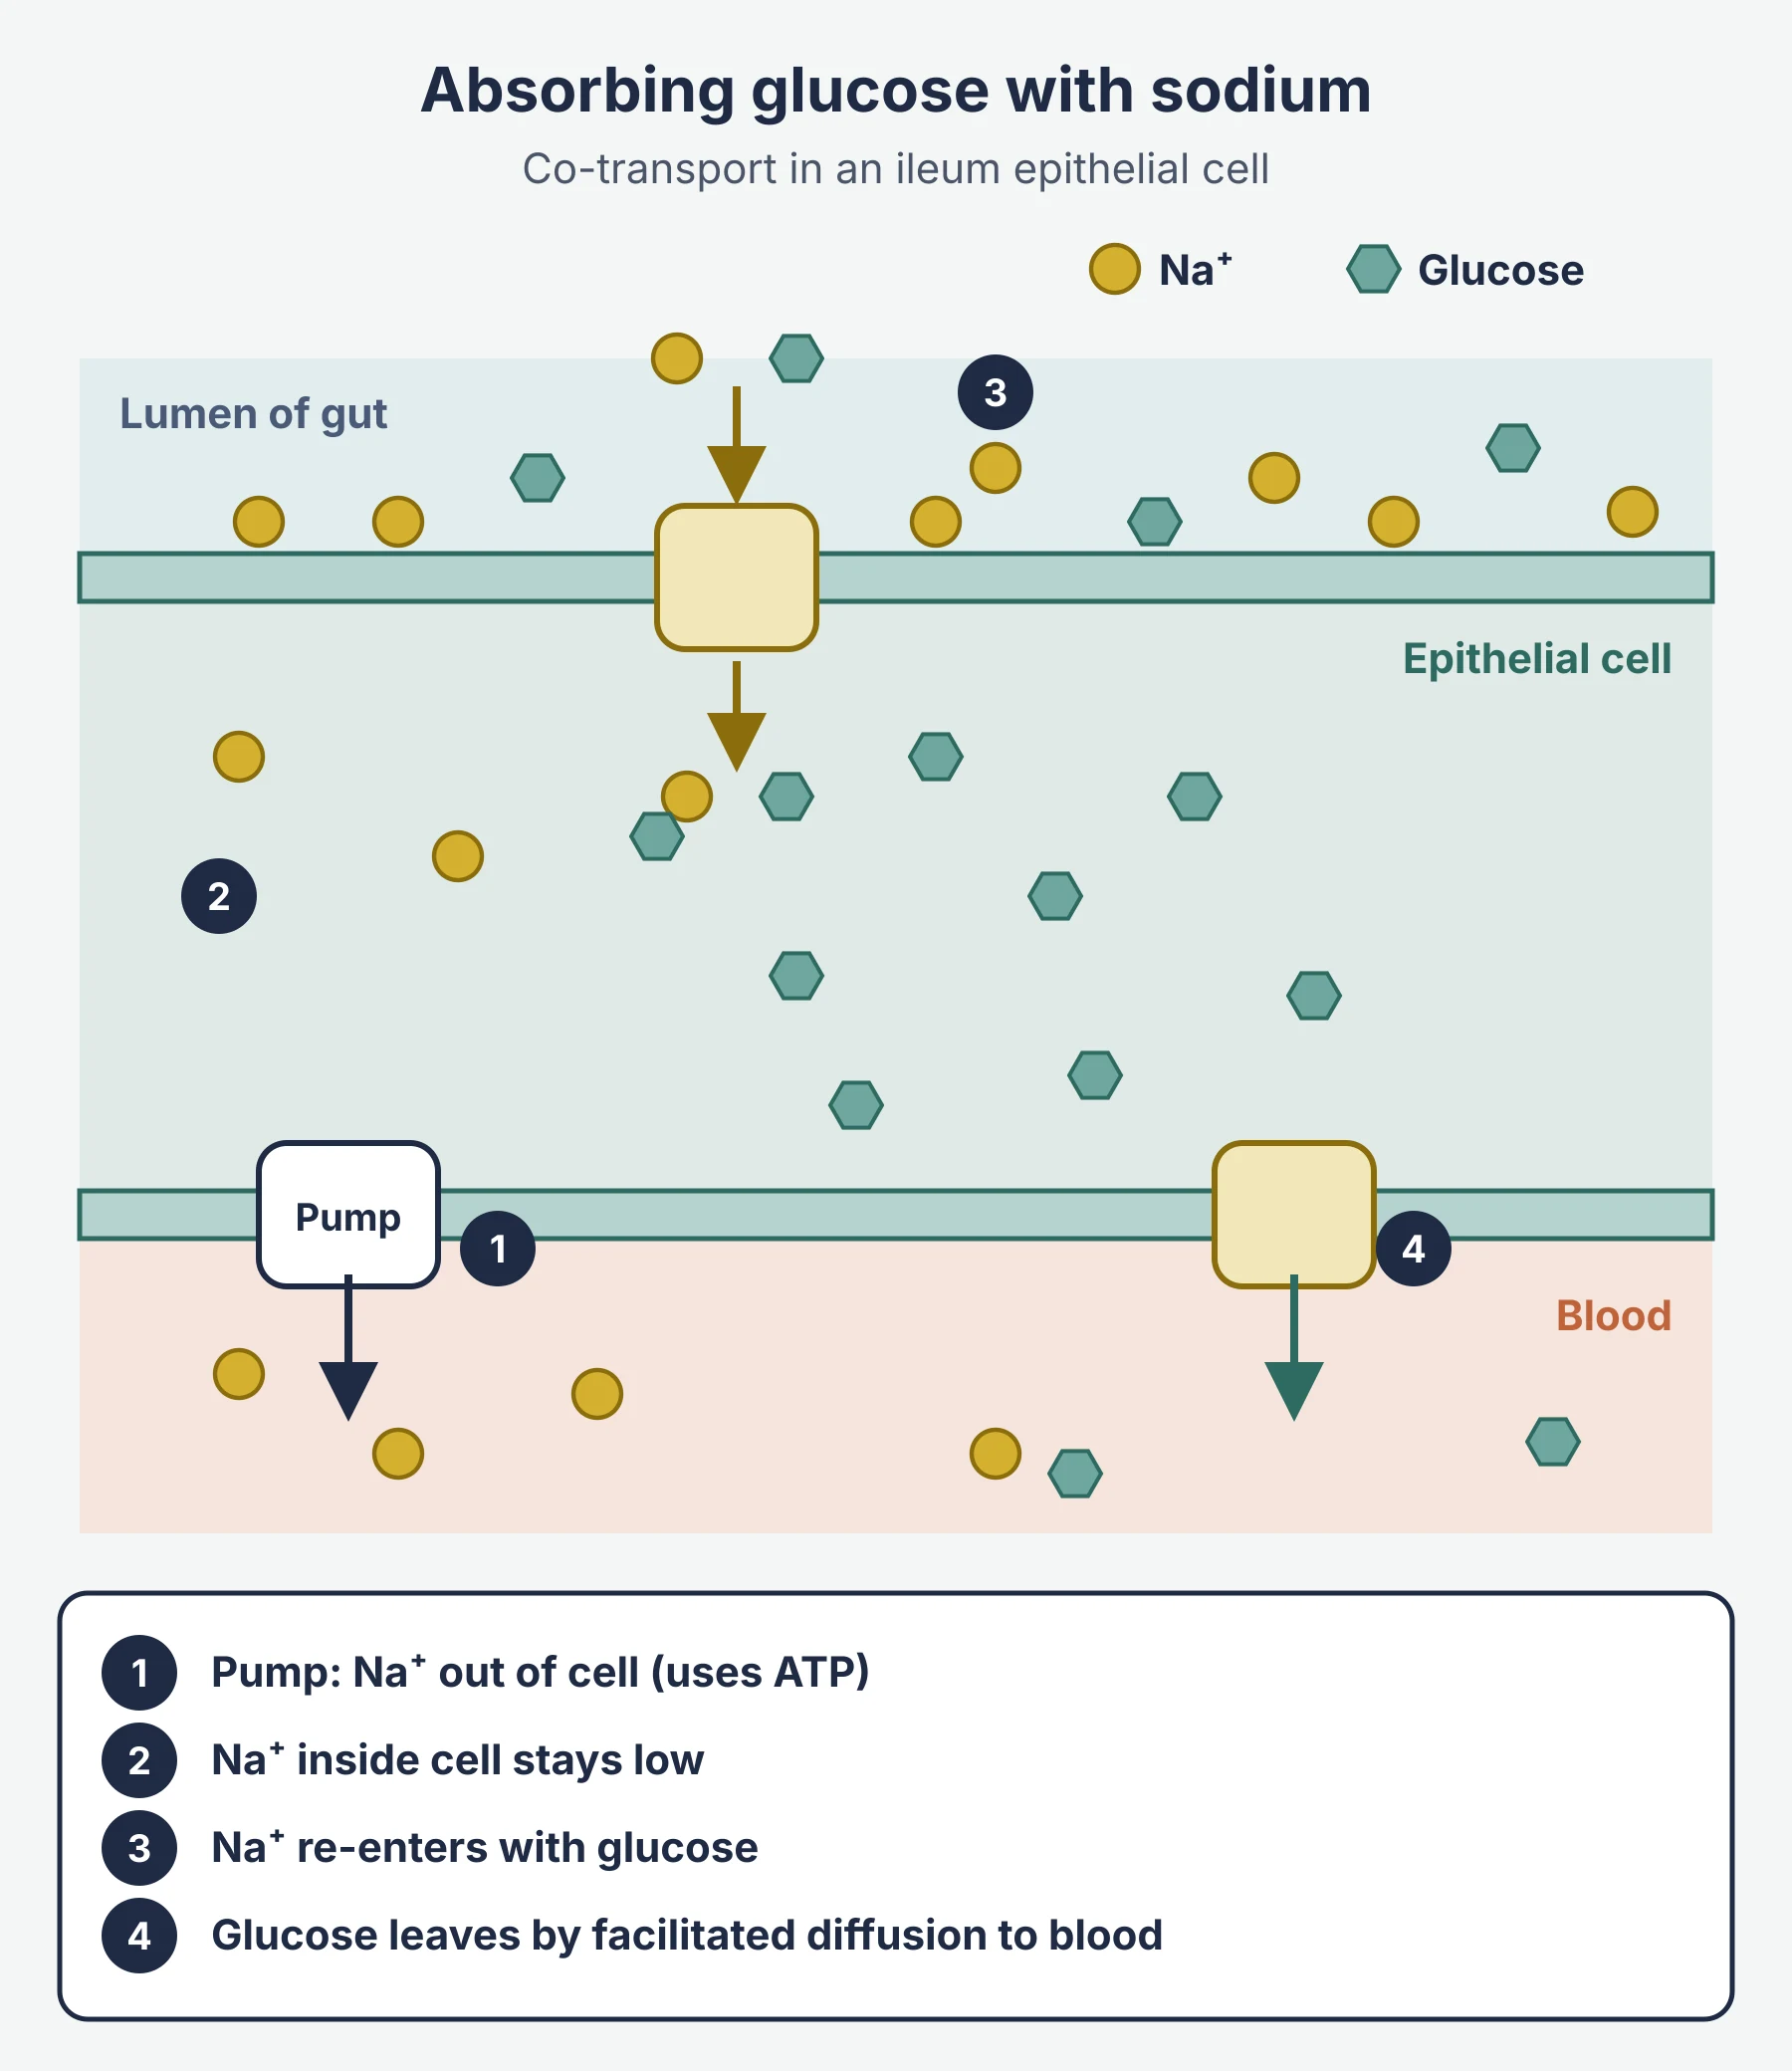 Absorbing glucose with sodium
Co-transport in an ileum epithelial cell
Na⁺ Glucose
3
Lumen of gut
Epithelial cell
2
Pump
1
4
Blood
1 Pump: Na⁺ out of cell (uses ATP)
2 Na⁺ inside cell stays low
3 Na⁺ re-enters with glucose
4 Glucose leaves by facilitated diffusion to blood